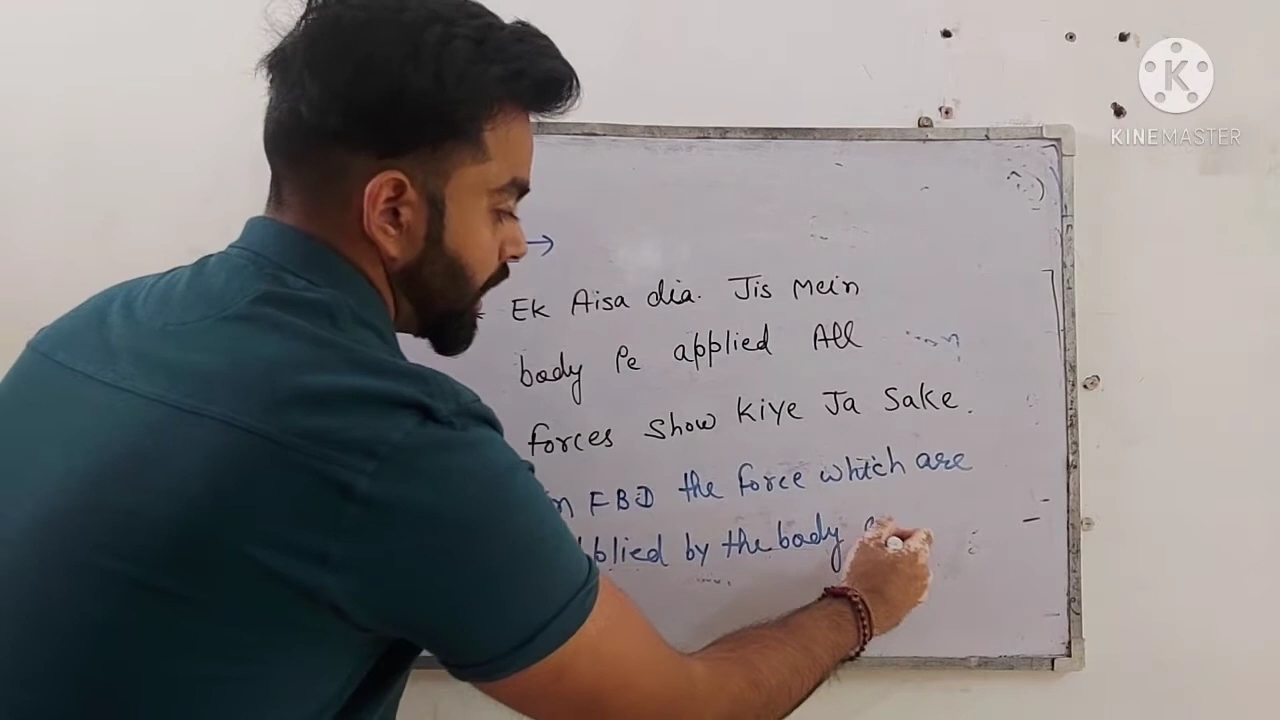 Ek Aisa dia. Jis Mein
body Pe applied All
forces show Kiye Ja Sake.
FBD the force which are
by the body
K
KINEMASTER